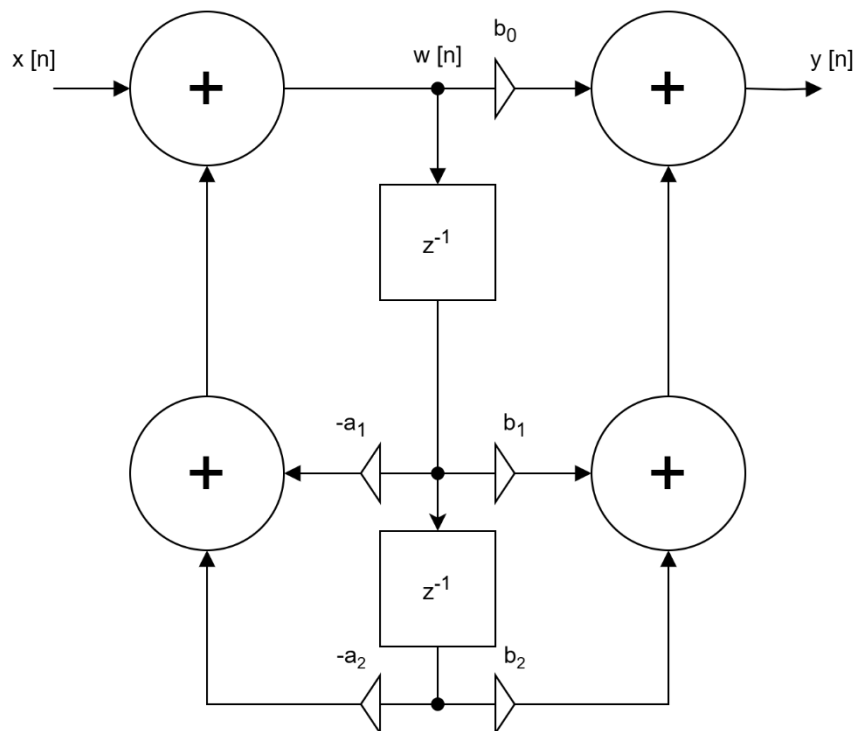 b₀
x [n]
w [n]
y [n]
+
+
z⁻¹
-a₁
b₁
+
+
z⁻¹
-a₂
b₂